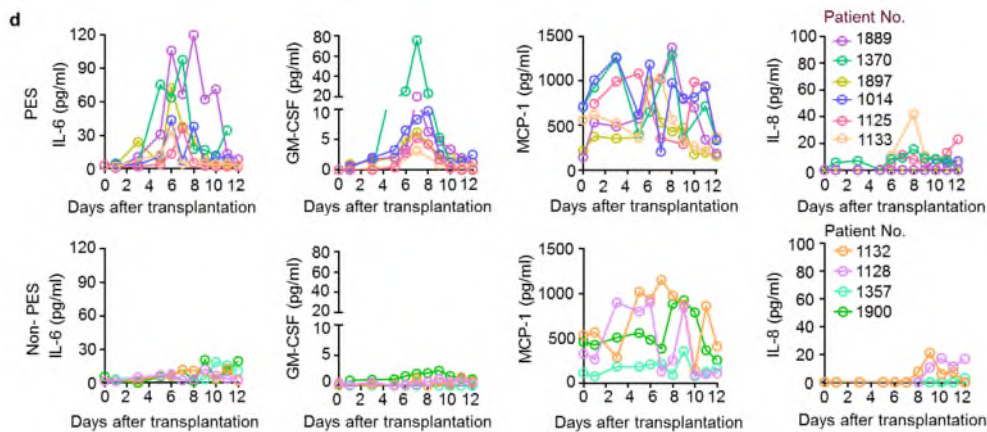 d
PES
IL-6 (pg/ml)
120
90
60
30
0
0 2 4 6 8 10 12
Days after transplantation
GM-CSF (pg/ml)
80
60
40
20
10
5
0
0 2 4 6 8 10 12
Days after transplantation
MCP-1 (pg/ml)
1500
1000
500
0
0 2 4 6 8 10 12
Days after transplantation
IL-8 (pg/ml)
100
80
60
40
20
0
0 2 4 6 8 10 12
Days after transplantation
Patient No.
1889
1370
1897
1014
1125
1133
Non- PES
IL-6 (pg/ml)
120
90
60
30
0
0 2 4 6 8 10 12
Days after transplantation
GM-CSF (pg/ml)
80
60
40
20
10
5
0
0 2 4 6 8 10 12
Days after transplantation
MCP-1 (pg/ml)
1500
1000
500
0
0 2 4 6 8 10 12
Days after transplantation
IL-8 (pg/ml)
100
80
60
40
20
0
0 2 4 6 8 10 12
Days after transplantation
Patient No.
1132
1128
1357
1900